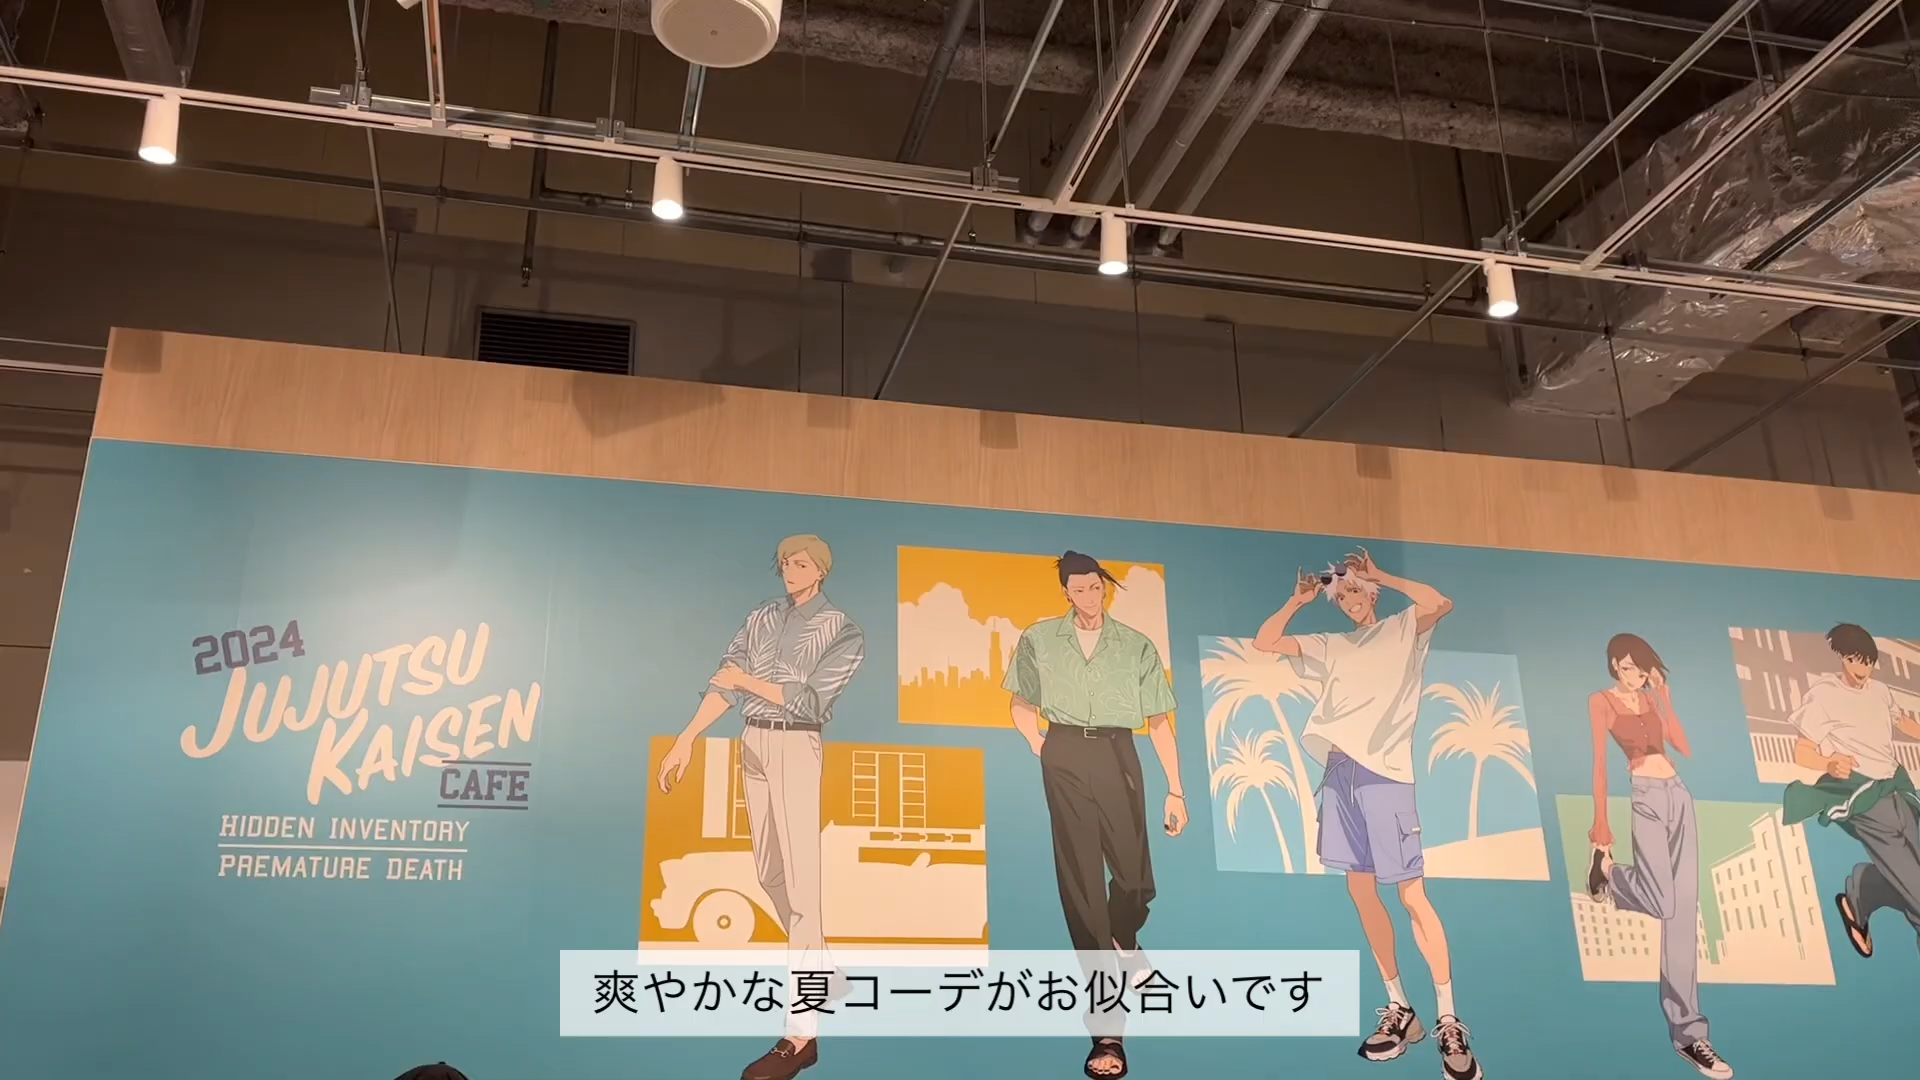 2024
JUJUTSU
KAISEN
CAFE
HIDDEN INVENTORY
PREMATURE DEATH
爽やかな夏コーデがお似合いです